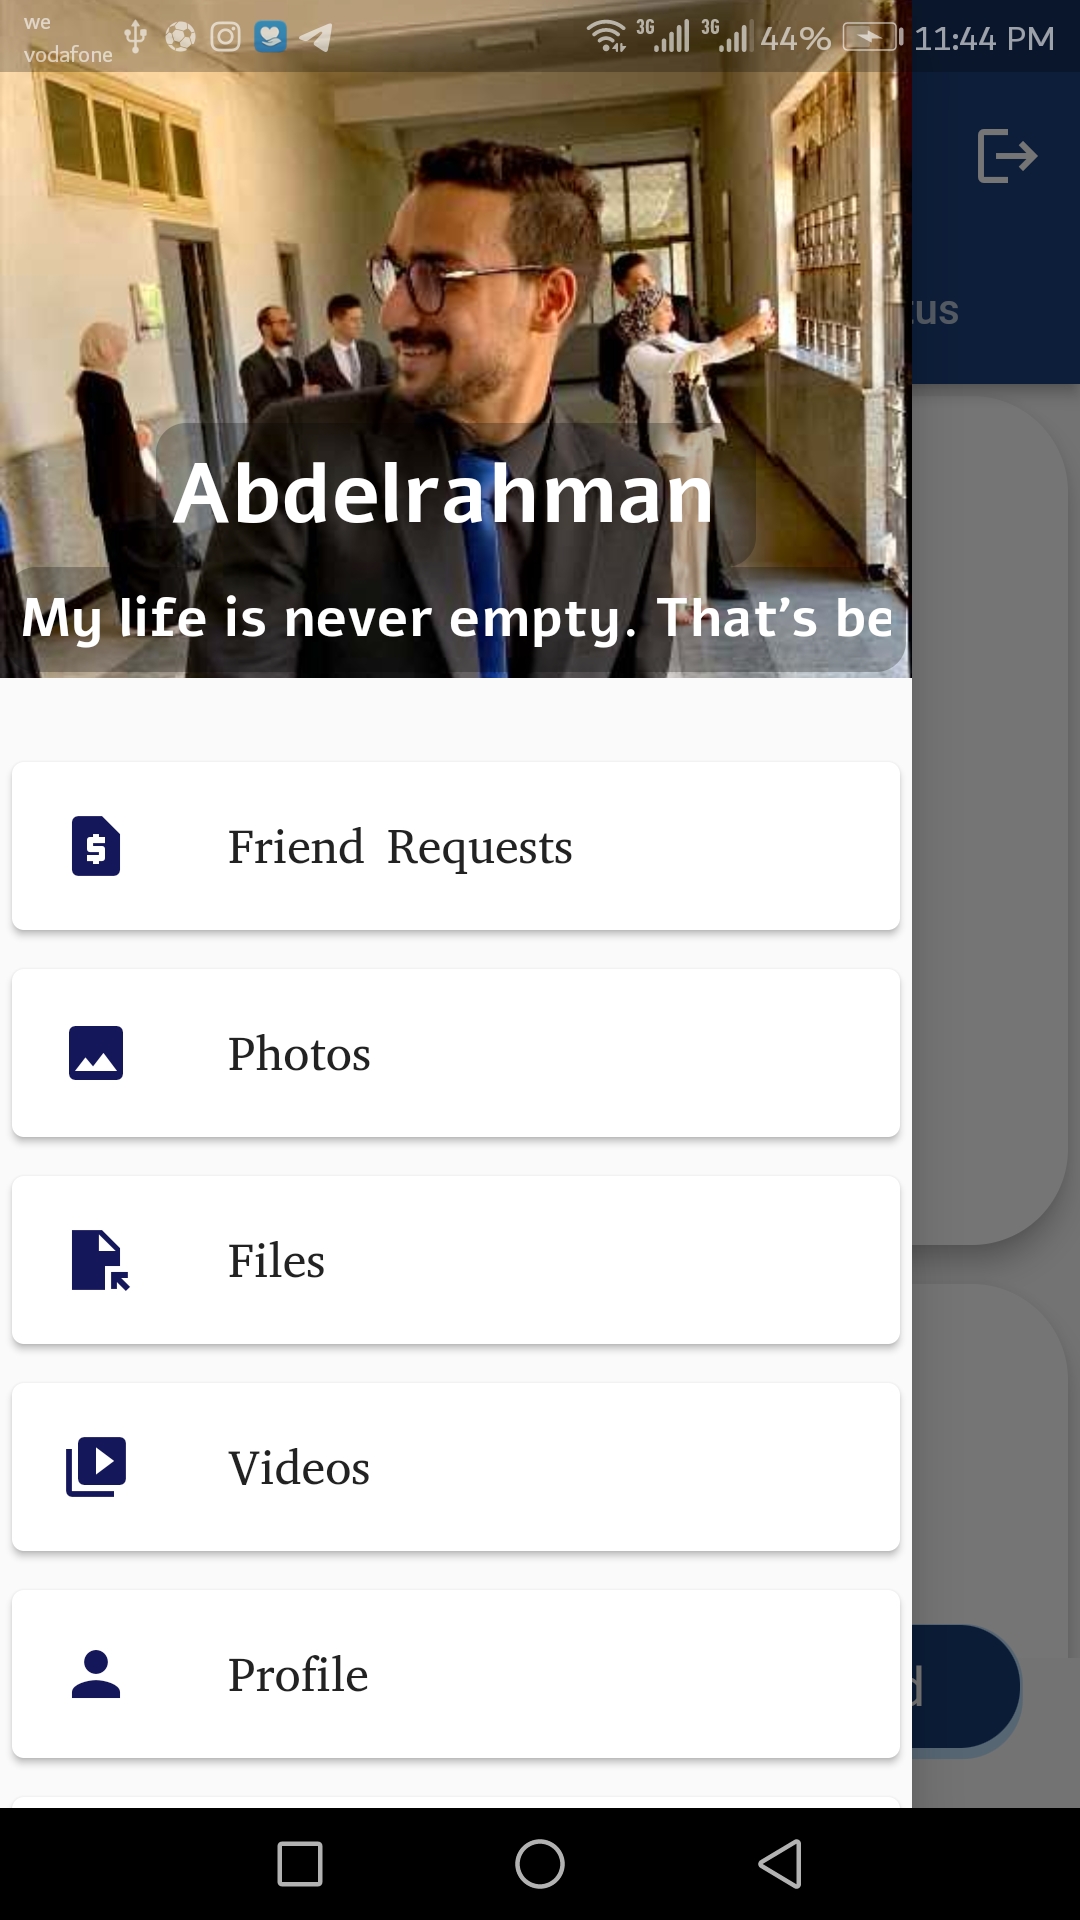 we
vodafone
3G 3G 44% 11:44 PM
tus
Abdelrahman
My life is never empty. That's be
Friend Requests
Photos
Files
Videos
Profile
d